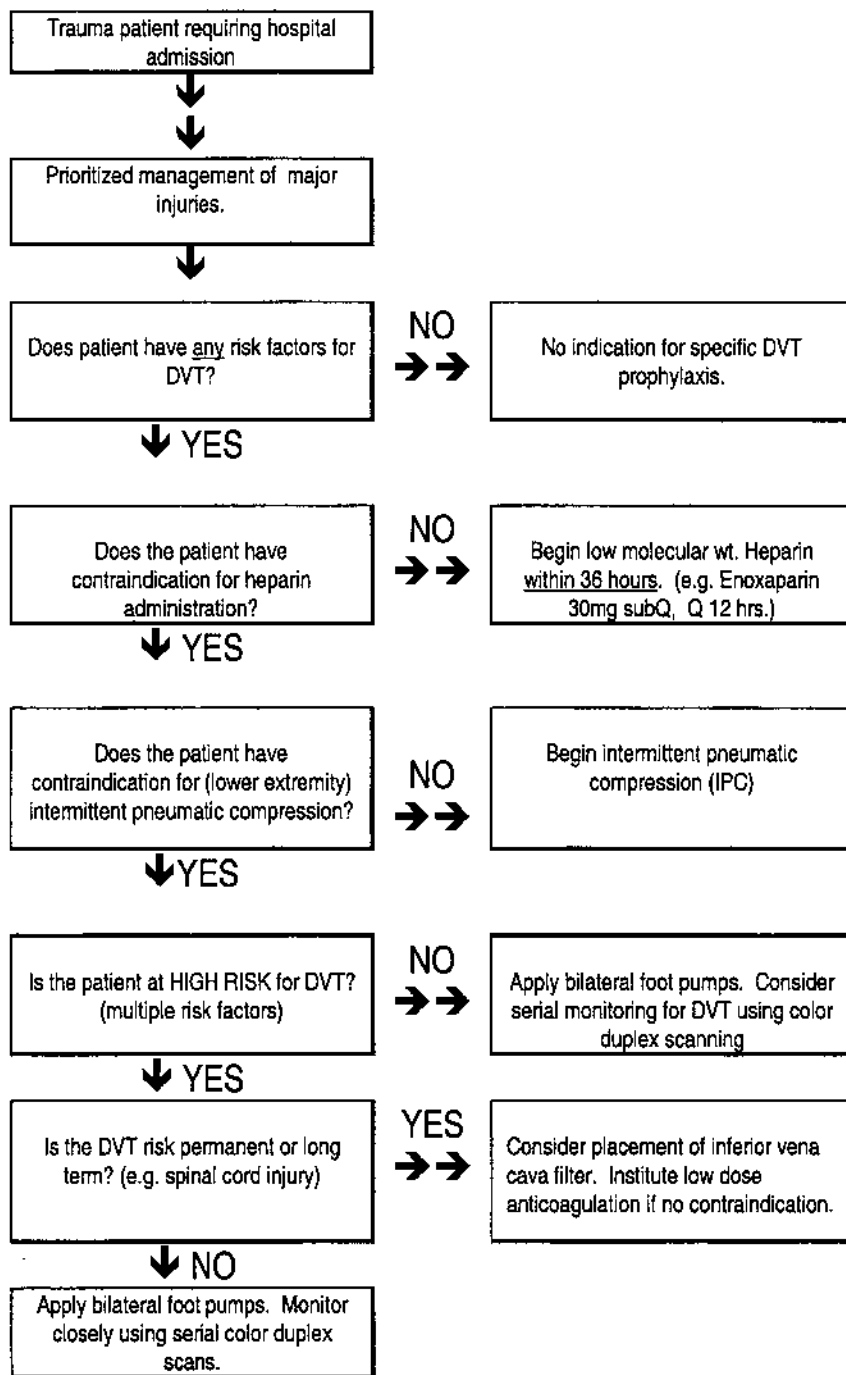 Trauma patient requiring hospital
admission
Prioritized management of major
injuries.
Does patient have any risk factors for
DVT?
NO
No indication for specific DVT
prophylaxis.
YES
Does the patient have
contraindication for heparin
administration?
NO
Begin low molecular wt. Heparin
within 36 hours. (e.g. Enoxaparin
30mg subQ, Q 12 hrs.)
YES
Does the patient have
contraindication for (lower extremity)
intermittent pneumatic compression?
NO
Begin intermittent pneumatic
compression (IPC)
YES
Is the patient at HIGH RISK for DVT?
(multiple risk factors)
NO
Apply bilateral foot pumps. Consider
serial monitoring for DVT using color
duplex scanning
YES
Is the DVT risk permanent or long
term? (e.g. spinal cord injury)
YES
Consider placement of inferior vena
cava filter. Institute low dose
anticoagulation if no contraindication.
NO
Apply bilateral foot pumps. Monitor
closely using serial color duplex
scans.